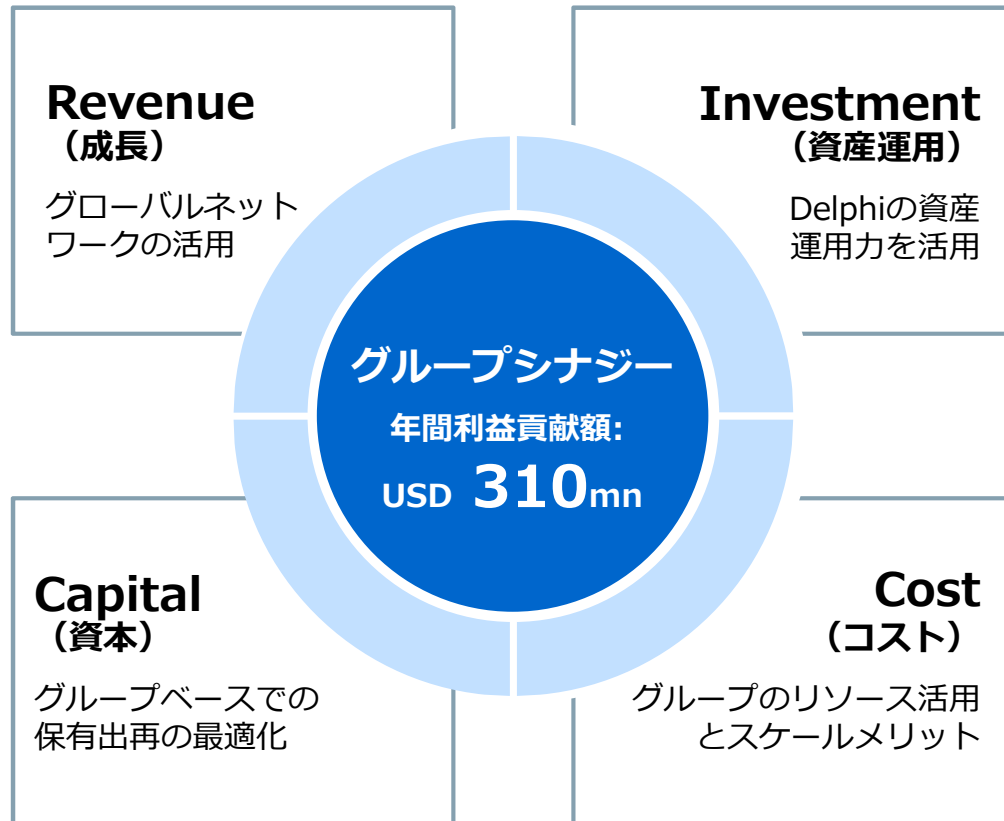 Revenue
（成長）
グローバルネット
ワークの活用
Investment
（資産運用）
Delphiの資産
運用力を活用
グループシナジー
年間利益貢献額:
USD 310mn
Capital
（資本）
グループベースでの
保有出再の最適化
Cost
（コスト）
グループのリソース活用
とスケールメリット